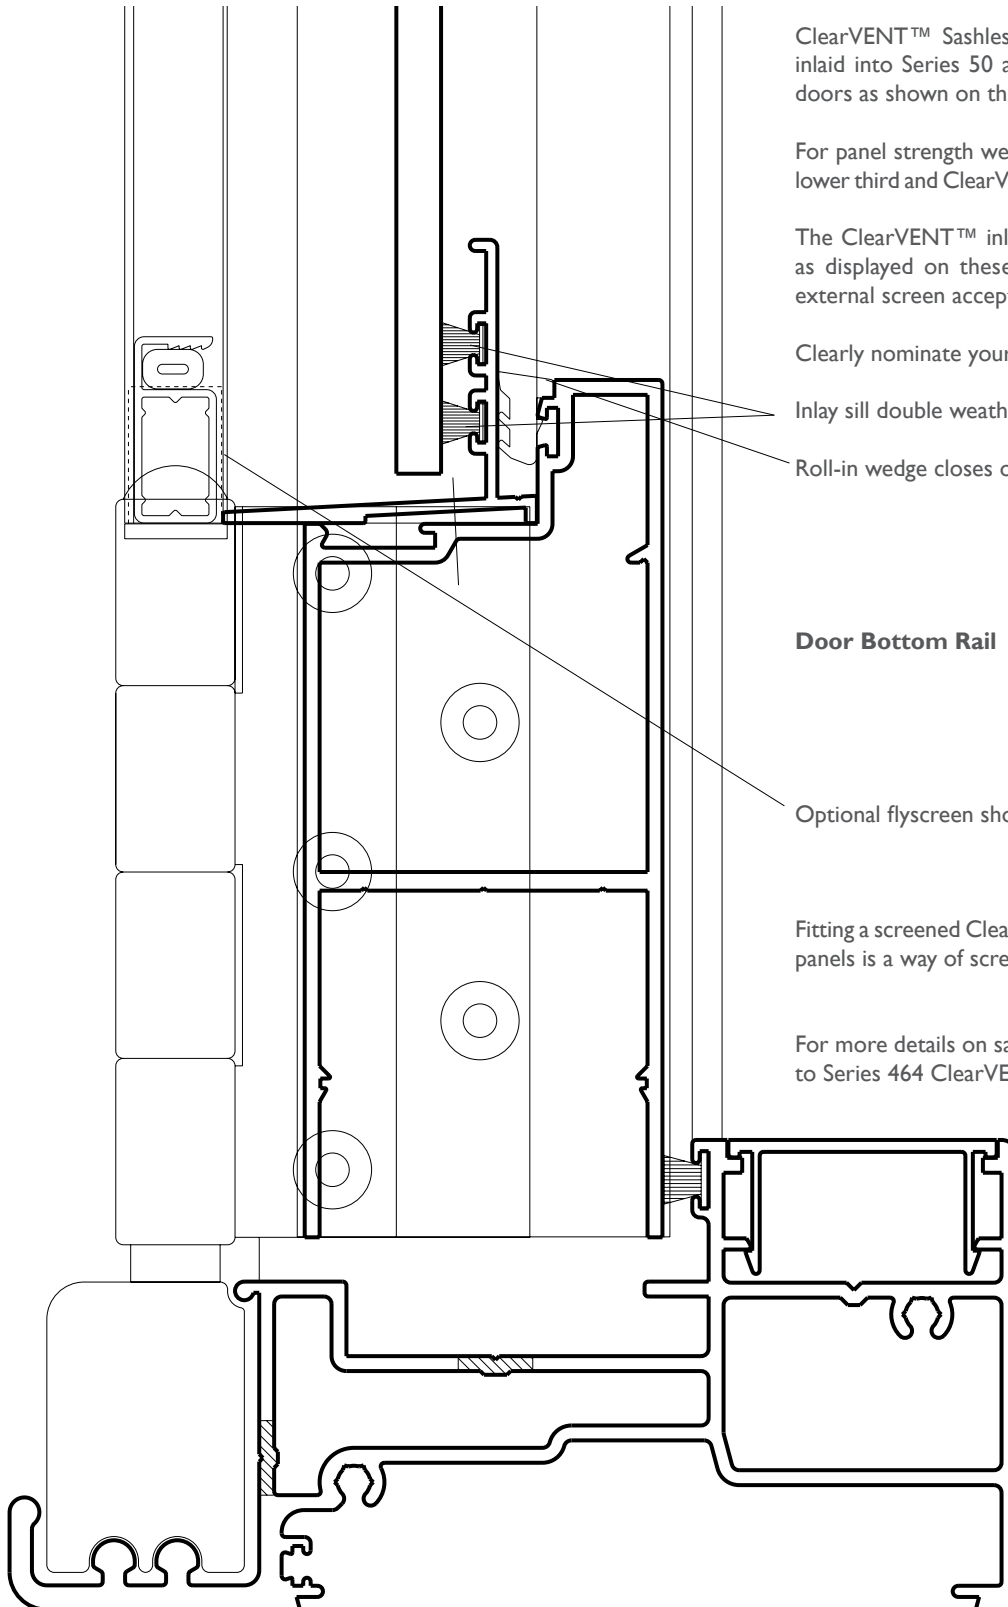 ClearVENT™ Sashles
inlaid into Series 50 a
doors as shown on th
For panel strength we
lower third and ClearV
The ClearVENT™ inl
as displayed on these
external screen accep
Clearly nominate your
Inlay sill double weath
Roll-in wedge closes o
Door Bottom Rail
Optional flyscreen sho
Fitting a screened Clea
panels is a way of scre
For more details on sa
to Series 464 ClearVE